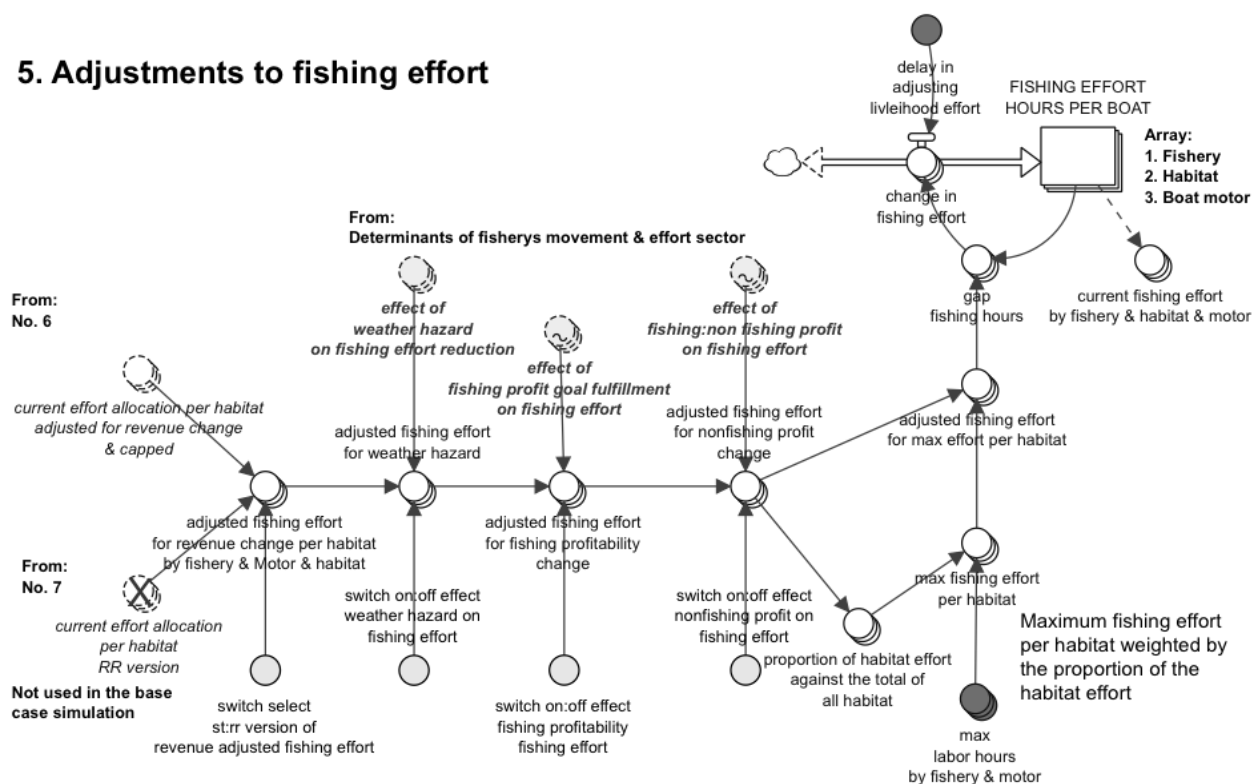 5. Adjustments to fishing effort
delay in
adjusting
livleihood effort
FISHING EFFORT
HOURS PER BOAT
Array:
1. Fishery
2. Habitat
3. Boat motor
change in
fishing effort
From:
Determinants of fisherys movement & effort sector
gap
fishing hours
current fishing effort
by fishery & habitat & motor
From:
No. 6
effect of
weather hazard
on fishing effort reduction
effect of
fishing profit goal fulfillment
on fishing effort
effect of
fishing:non fishing profit
on fishing effort
current effort allocation per habitat
adjusted for revenue change
& capped
adjusted fishing effort
for weather hazard
adjusted fishing effort
for nonfishing profit
change
adjusted fishing effort
for max effort per habitat
adjusted fishing effort
for revenue change per habitat
by fishery & Motor & habitat
adjusted fishing effort
for fishing profitability
change
From:
No. 7
current effort allocation
per habitat
RR version
Not used in the base
case simulation
switch on:off effect
weather hazard on
fishing effort
switch on:off effect
nonfishing profit on
fishing effort
max fishing effort
per habitat
proportion of habitat effort
against the total of
all habitat
Maximum fishing effort
per habitat weighted by
the proportion of the
habitat effort
switch select
st:rr version of
revenue adjusted fishing effort
switch on:off effect
fishing profitability
fishing effort
max
labor hours
by fishery & motor